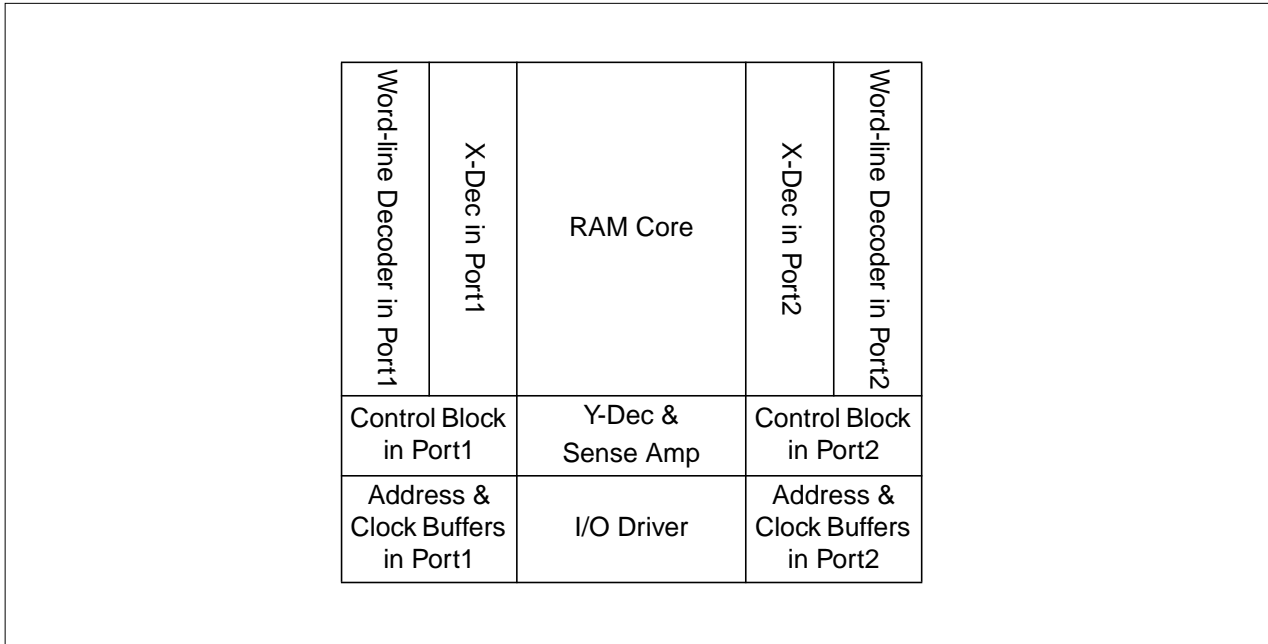 Word-line Decoder in Port1
X-Dec in Port1
RAM Core
X-Dec in Port2
Word-line Decoder in Port2
Control Block
in Port1
Y-Dec &
Sense Amp
Control Block
in Port2
Address &
Clock Buffers
in Port1
I/O Driver
Address &
Clock Buffers
in Port2